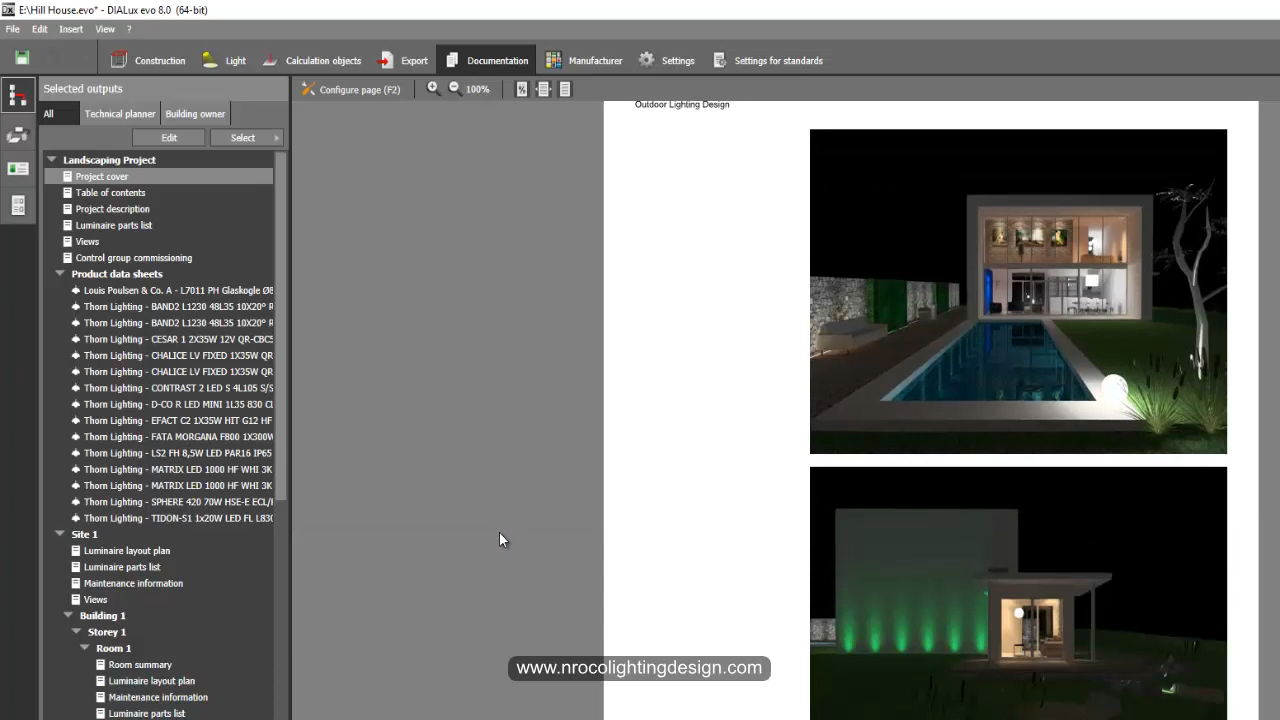 E:\Hill House.evo* - DIALux evo 8.0 (64-bit)
File Edit Insert View ?
Construction Light Calculation objects Export Documentation Manufacturer Settings Settings for standards
Selected outputs
Configure page (F2) 100%
All Technical planner Building owner
Edit Select
Landscaping Project
Project cover
Table of contents
Project description
Luminaire parts list
Views
Control group commissioning
Product data sheets
Louis Poulsen & Co. A - L7011 PH Glaskogle Ø8
Thorn Lighting - BAND2 L1230 48L35 10X20° R
Thorn Lighting - BAND2 L1230 48L35 10X20° R
Thorn Lighting - CESAR 1 2X35W 12V QR-CBC5
Thorn Lighting - CHALICE LV FIXED 1X35W QR
Thorn Lighting - CHALICE LV FIXED 1X35W QR
Thorn Lighting - CONTRAST 2 LED S 4L105 S/S
Thorn Lighting - D-CO R LED MINI 1L35 830 CL
Thorn Lighting - EFACT C2 1X35W HIT G12 HF
Thorn Lighting - FATA MORGANA F800 1X300W
Thorn Lighting - LS2 FH 8,5W LED PAR16 IP65
Thorn Lighting - MATRIX LED 1000 HF WHI 3K
Thorn Lighting - MATRIX LED 1000 HF WHI 3K
Thorn Lighting - SPHERE 420 70W HSE-E ECL/I
Thorn Lighting - TIDON-S1 1x20W LED FL L830
Site 1
Luminaire layout plan
Luminaire parts list
Maintenance information
Views
Building 1
Storey 1
Room 1
Room summary
Luminaire layout plan
Maintenance information
Luminaire parts list
Outdoor Lighting Design
www.nrocolightingdesign.com